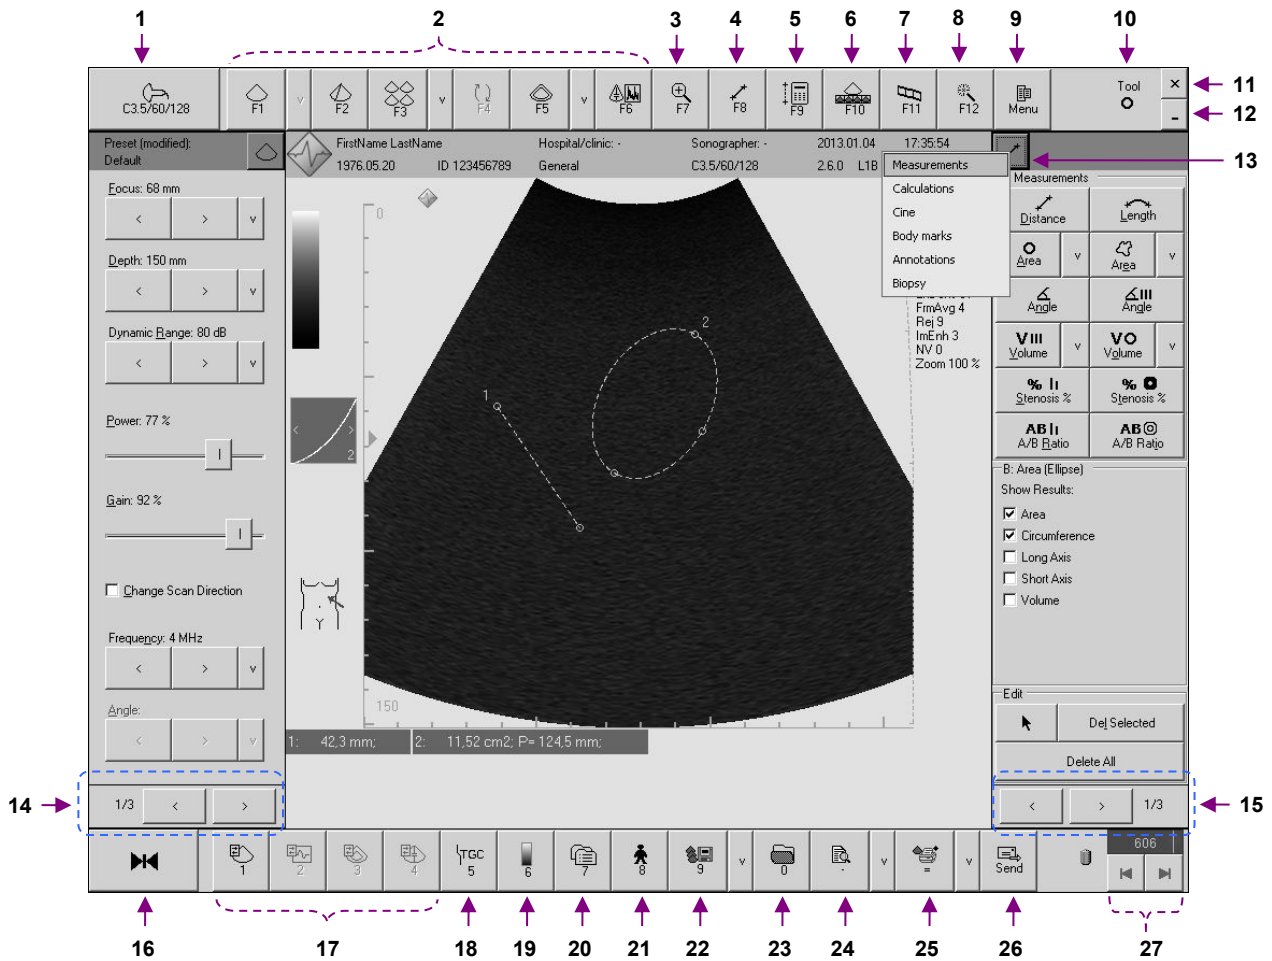 1 2 3 4 5 6 7 8 9 10
11
12
13
C3.5/60/128 F1 v F2 F3 v F4 F5 v F6 F7 F8 F9 F10 F11 F12 Menu Tool
Preset (modified):
Default
FirstName LastName Hospital/clinic: - Sonographer: - 2013.01.04 17:35:54
1976.05.20 ID 123456789 General C3.5/60/128 2.6.0 L1B
Measurements
Calculations
Cine
Body marks
Annotations
Biopsy
FrmAvg 4
Rej 9
ImEnh 3
NV 0
Zoom 100 %
Focus: 68 mm
< > v
Depth: 150 mm
< > v
Dynamic Range: 80 dB
< > v
Power: 77 %
Gain: 92 %
Change Scan Direction
Frequency: 4 MHz
< > v
Angle:
< > v
1/3 < >
14
0
1
2
< >
2
150
1: 42,3 mm; 2: 11,52 cm2; P= 124,5 mm;
Measurements
Distance Length
Area v Area v
Angle Angle
Volume v Volume v
% Stenosis % % Stenosis %
AB A/B Ratio AB A/B Ratio
B: Area (Ellipse)
Show Results:
Area
Circumference
Long Axis
Short Axis
Volume
Edit
Del Selected
Delete All
< > 1/3
15
1 2 3 4 TGC 5 6 7 8 9 v 0 - v = v Send 606
16 17 18 19 20 21 22 23 24 25 26 27